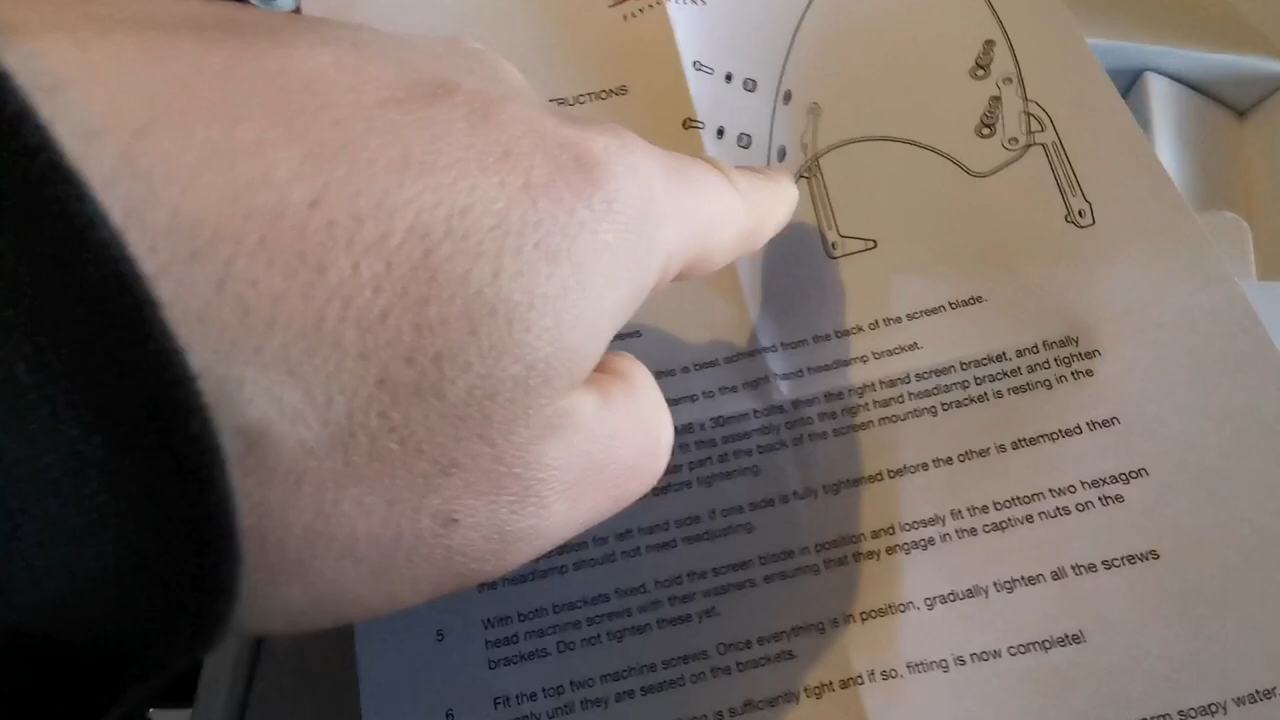 FLYSCREENS
RUCTIONS
ews
this is best achieved from the back of the screen blade.
amp to the right hand headlamp bracket.
M8 x 30mm bolts, then the right hand screen bracket, and finally
fit this assembly onto the right hand headlamp bracket and tighten
part at the back of the screen mounting bracket is resting in the
before tightening.
for left hand side. If one side is fully tightened before the other is attempted then
the headlamp should not need readjusting.
5 With both brackets fixed, hold the screen blade in position and loosely fit the bottom two hexagon
head machine screws with their washers, ensuring that they engage in the captive nuts on the
brackets. Do not tighten these yet.
6 Fit the top two machine screws. Once everything is in position, gradually tighten all the screws
until they are seated on the brackets.
is sufficiently tight and if so, fitting is now complete!
soapy water.